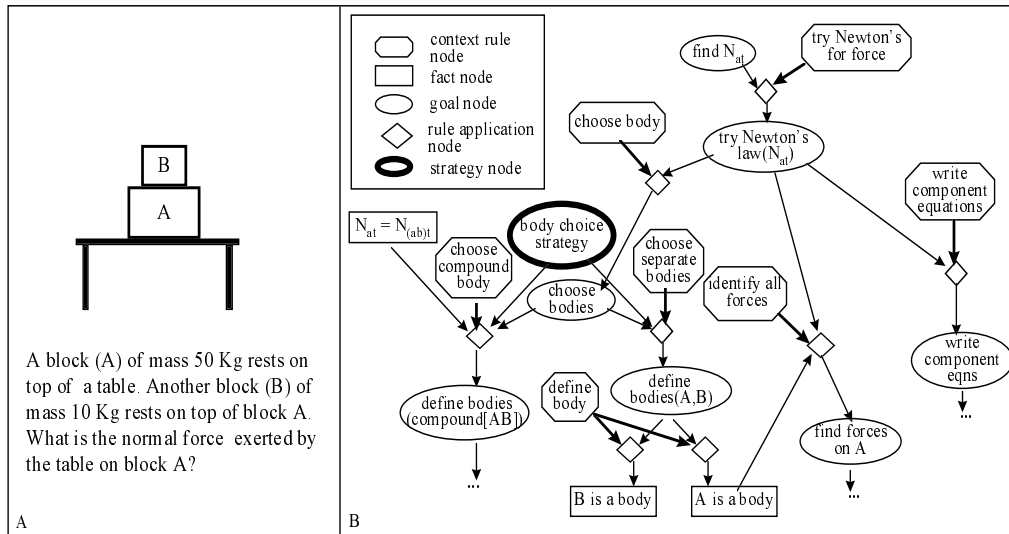 B
A
A block (A) of mass 50 Kg rests on
top of a table. Another block (B) of
mass 10 Kg rests on top of block A.
What is the normal force exerted by
the table on block A?
A
context rule
node
fact node
goal node
rule application
node
strategy node
find Nat
try Newton's
for force
choose body
try Newton's
law(Nat)
write
component
equations
Nat = N(ab)t
choose
compound
body
body choice
strategy
choose
separate
bodies
choose
bodies
identify all
forces
write
component
eqns
...
define bodies
(compound[AB])
...
define
body
define
bodies(A,B)
find forces
on A
...
B is a body
A is a body
B